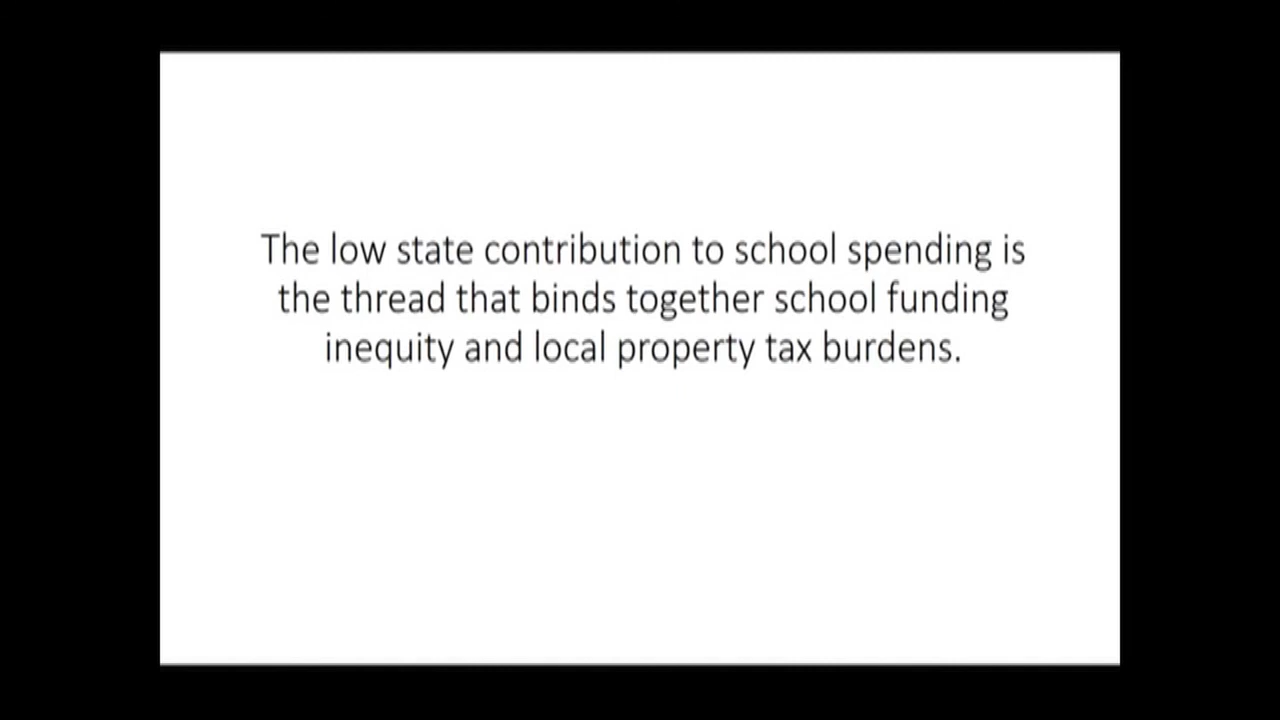 The low state contribution to school spending is
the thread that binds together school funding
inequity and local property tax burdens.